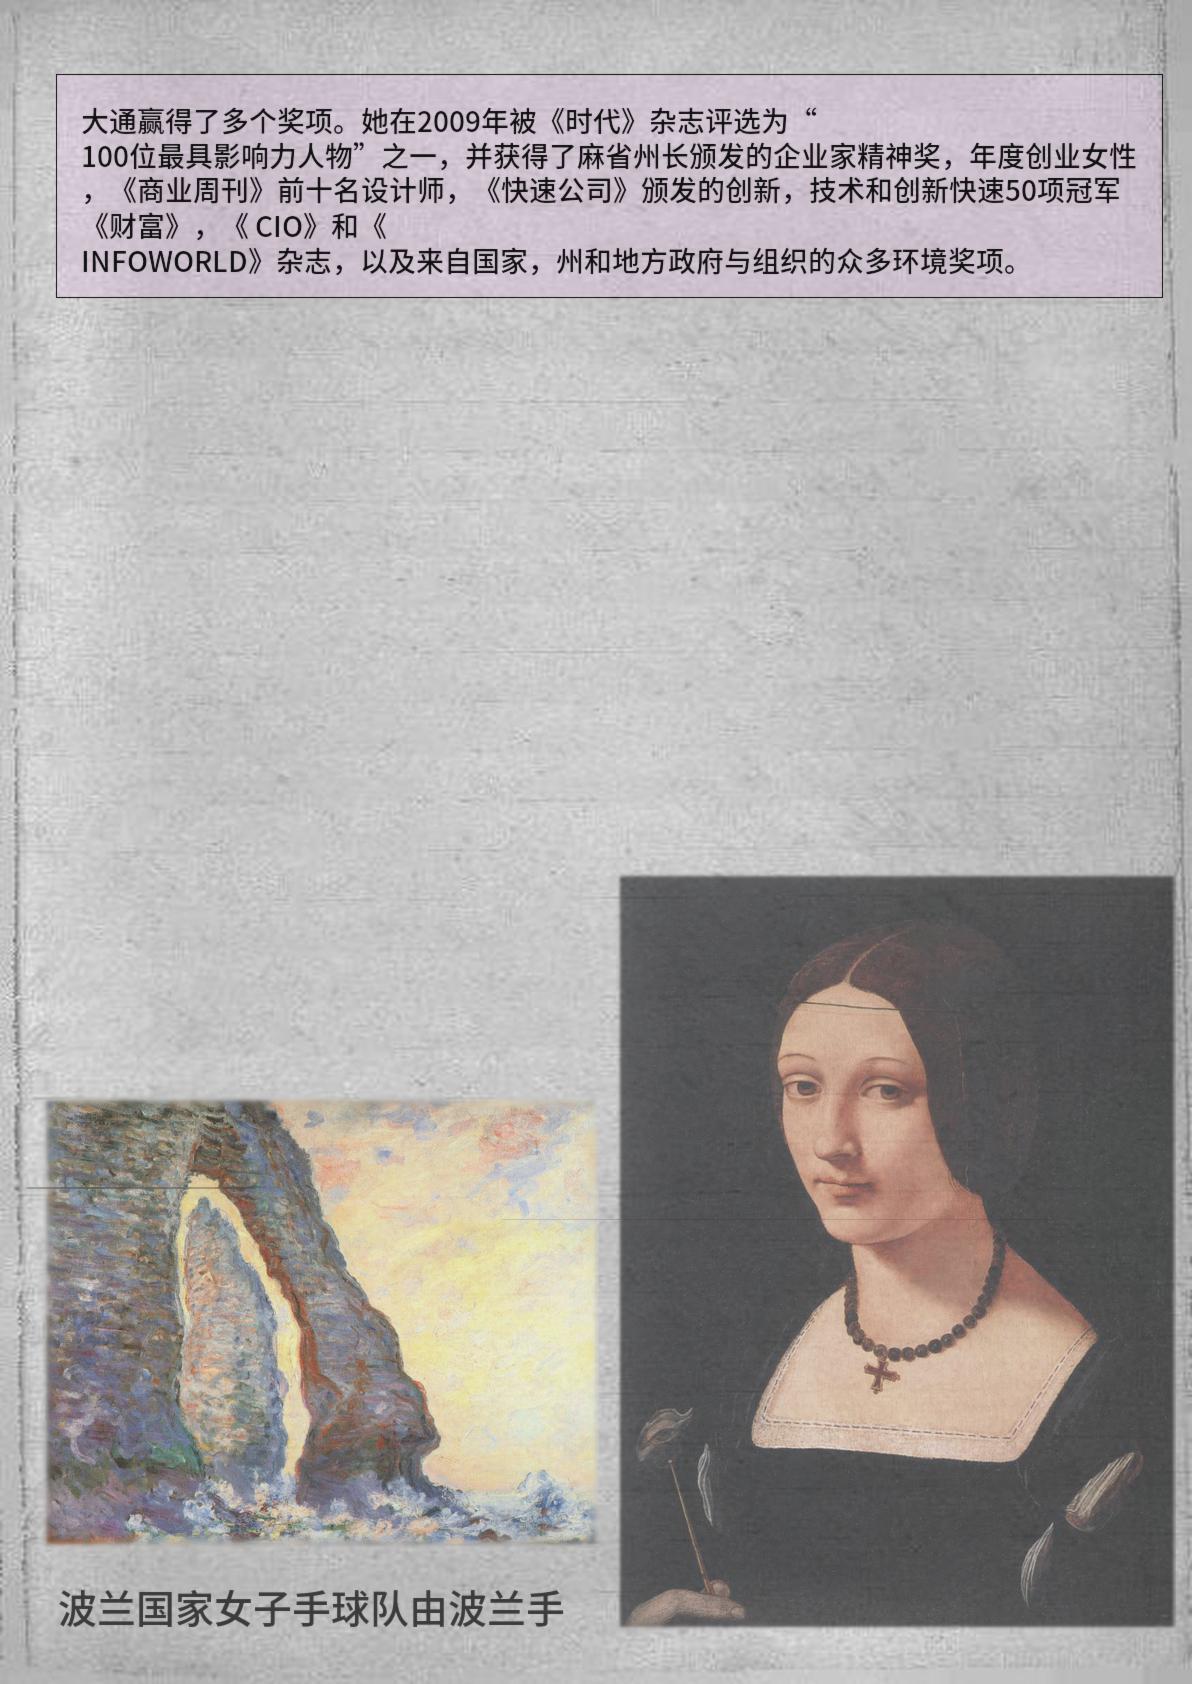 大通赢得了多个奖项。她在2009年被《时代》杂志评选为“
100位最具影响力人物”之一，并获得了麻省州长颁发的企业家精神奖，年度创业女性
，《商业周刊》前十名设计师，《快速公司》颁发的创新，技术和创新快速50项冠军
《财富》，《 CIO》和《
INFOWORLD》杂志，以及来自国家，州和地方政府与组织的众多环境奖项。
波兰国家女子手球队由波兰手